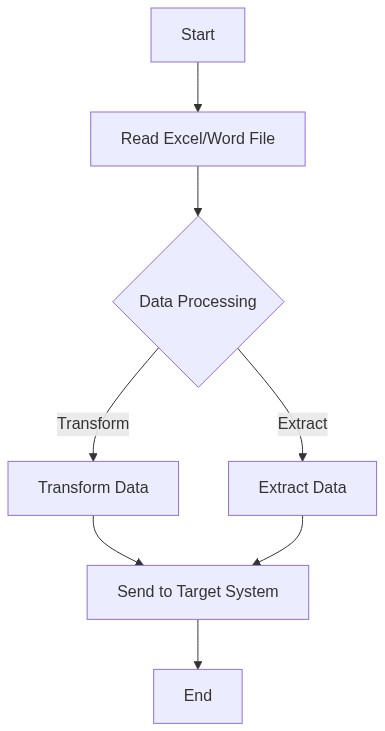 Start
Read Excel/Word File
Data Processing
Transform
Extract
Transform Data
Extract Data
Send to Target System
End